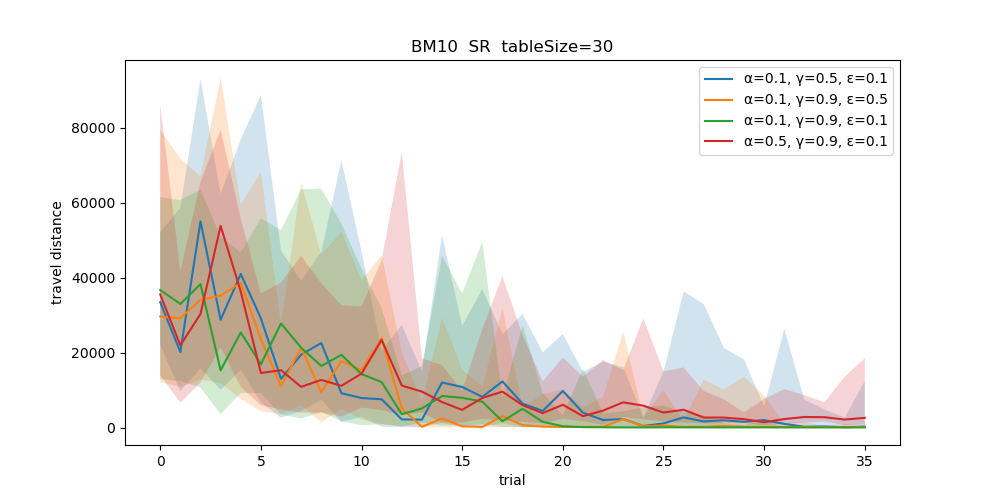 BM10  SR  tableSize=30
α=0.1, γ=0.5, ε=0.1
α=0.1, γ=0.9, ε=0.5
α=0.1, γ=0.9, ε=0.1
α=0.5, γ=0.9, ε=0.1
travel distance
80000
60000
40000
20000
0
0 5 10 15 20 25 30 35
trial